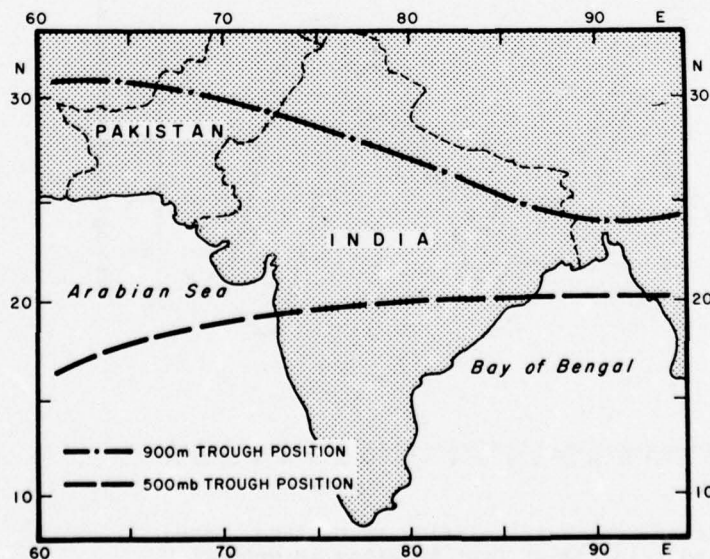 60 70 80 90 E
N N
30 30
PAKISTAN
INDIA
Arabian Sea
20 20
Bay of Bengal
900m TROUGH POSITION
500mb TROUGH POSITION
10 10
60 70 80 90 E